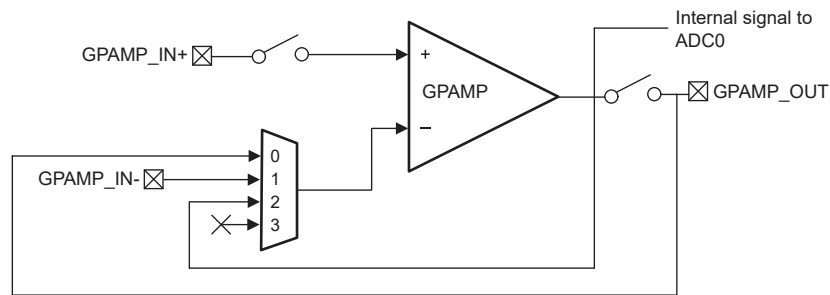 Internal signal to
ADC0
GPAMP_IN+
+
GPAMP
GPAMP_OUT
−
0
GPAMP_IN-
1
2
3